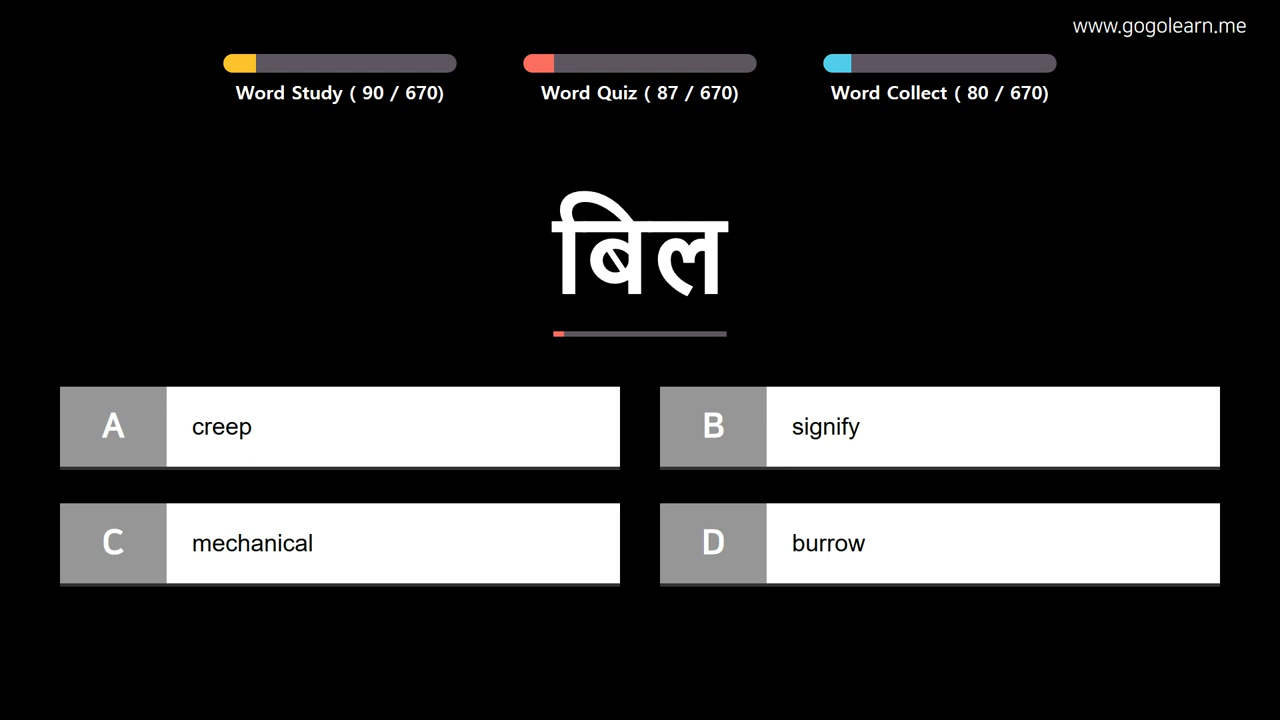 www.gogolearn.me
Word Study ( 90 / 670)
Word Quiz ( 87 / 670)
Word Collect ( 80 / 670)
बिल
A creep
B signify
C mechanical
D burrow